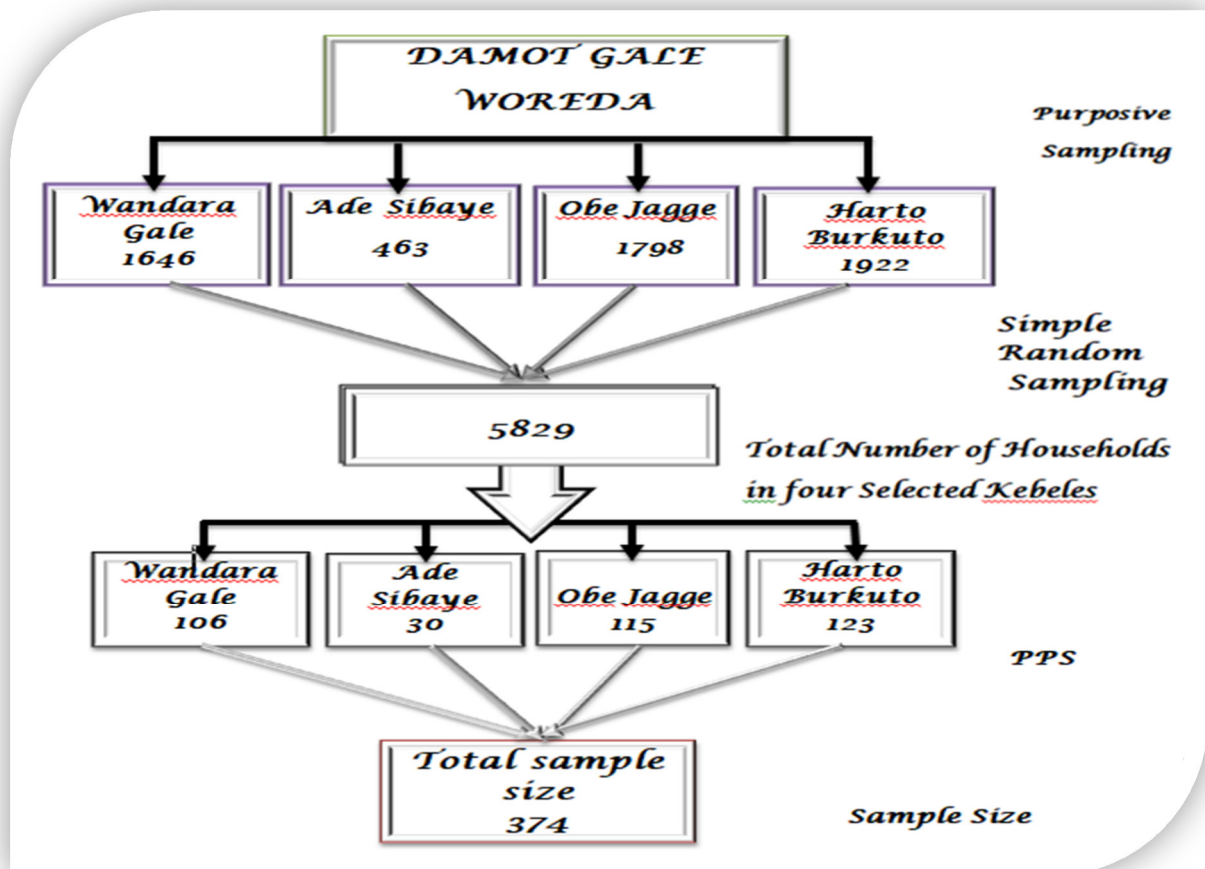 DAMOT GALE
WOREDA
Purposive
Sampling
Wandara
Gale
1646
Ade Sibaye
463
Obe Jagge
1798
Harto
Burkuto
1922
Simple
Random
Sampling
5829
Total Number of Households
in four Selected Kebeles
Wandara
Gale
106
Ade
Sibaye
30
Obe Jagge
115
Harto
Burkuto
123
PPS
Total sample
size
374
Sample Size